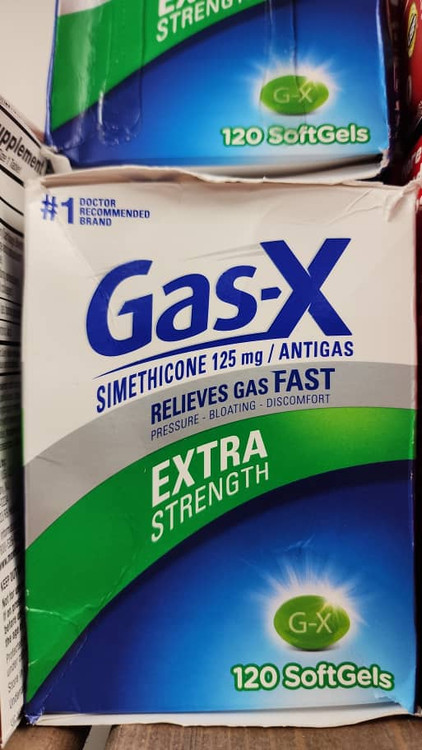 STRENGTH
G-X
120 SoftGels
#1 DOCTOR
RECOMMENDED
BRAND
Gas-X
SIMETHICONE 125 mg / ANTIGAS
RELIEVES GAS FAST
PRESSURE - BLOATING - DISCOMFORT
EXTRA
STRENGTH
G-X
120 SoftGels